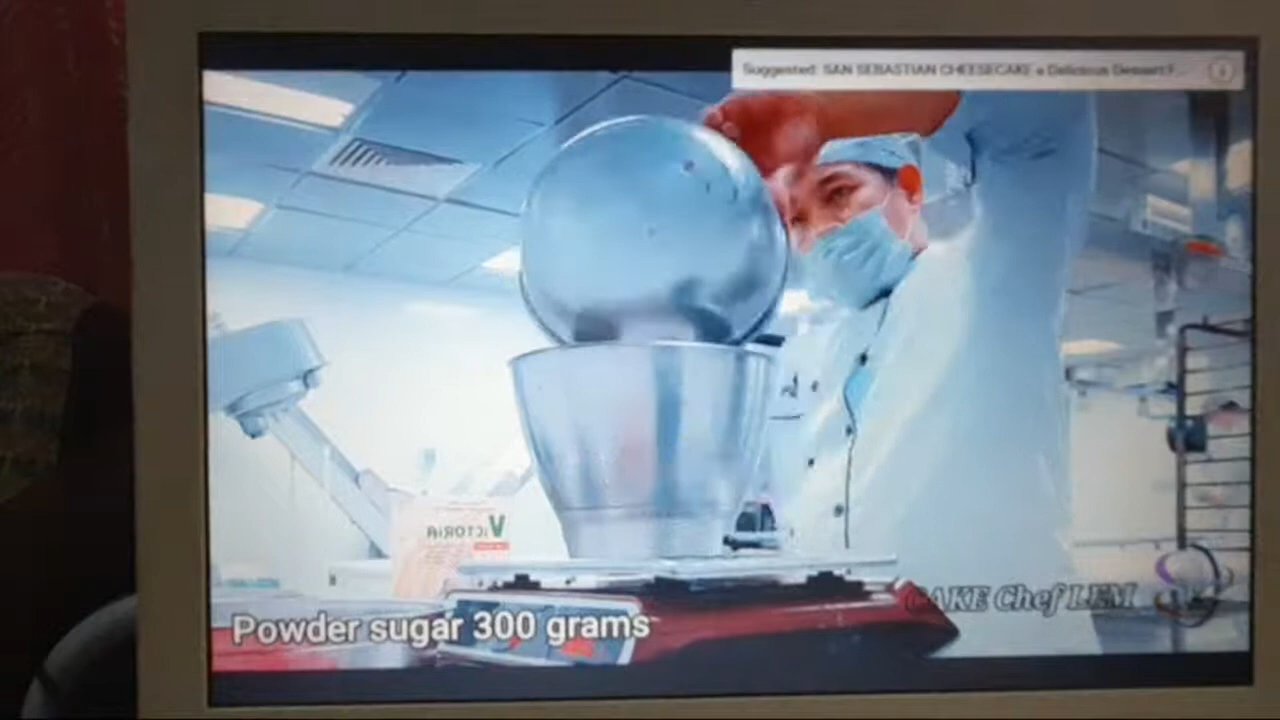 Suggested: SAN SEBASTIAN CHEESECAKE a Delicious Dessert F...
VICTORIA
Powder sugar 300 grams
CAKE Chef LEM